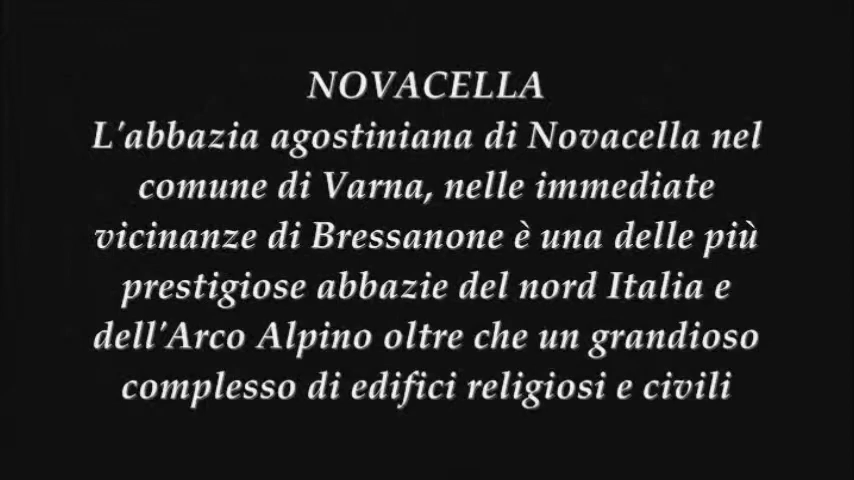 NOVACELLA
L'abbazia agostiniana di Novacella nel
comune di Varna, nelle immediate
vicinanze di Bressanone è una delle più
prestigiose abbazie del nord Italia e
dell'Arco Alpino oltre che un grandioso
complesso di edifici religiosi e civili